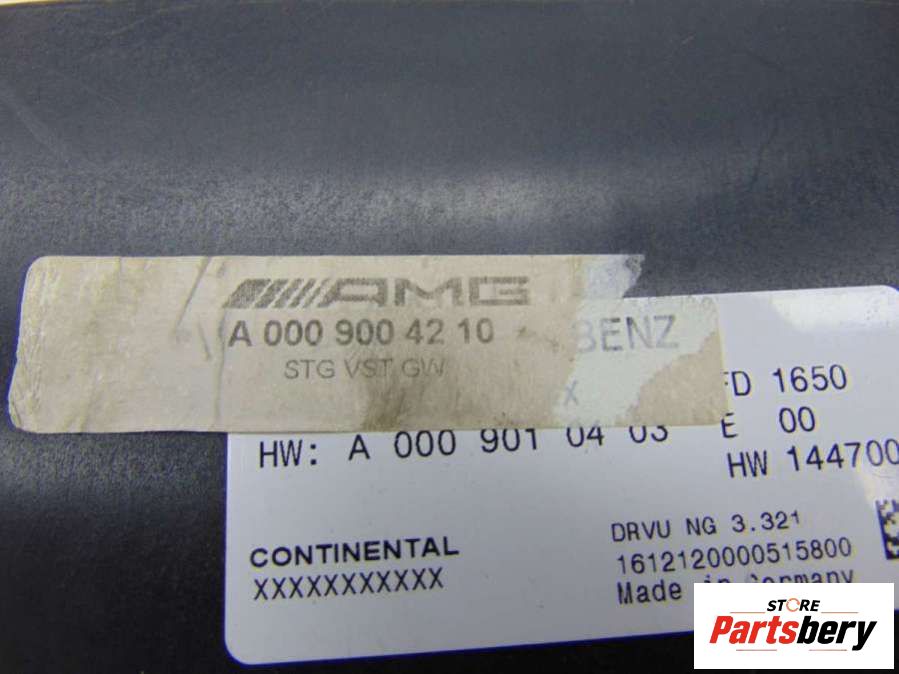 AMG
A 000 900 42 10
BENZ
STG VST GW
X
FD 1650
HW: A 000 901 04 03 E 00
HW 144700
DRVU NG 3.321
CONTINENTAL
1612120000515800
XXXXXXXXXXX
Made in Germany
STORE
Partsbery